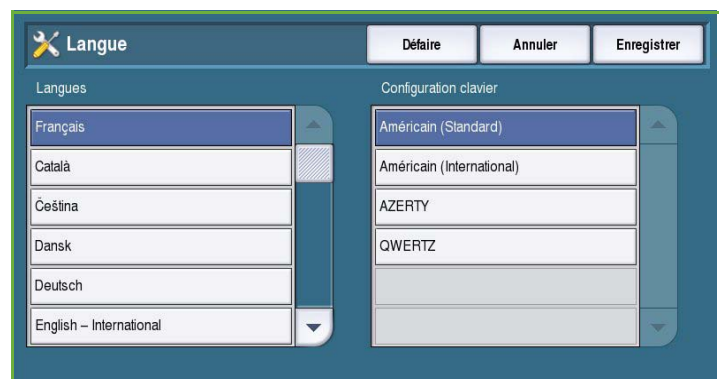 Langue
Défaire
Annuler
Enregistrer
Langues
Configuration clavier
Français
Català
Čeština
Dansk
Deutsch
English – International
Américain (Standard)
Américain (International)
AZERTY
QWERTZ